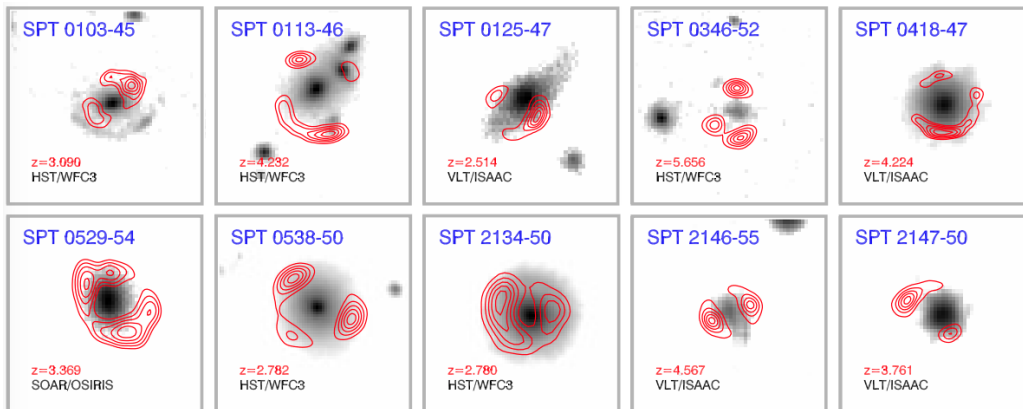 SPT 0103-45
z=3.090
HST/WFC3
SPT 0113-46
z=4.232
HST/WFC3
SPT 0125-47
z=2.514
VLT/ISAAC
SPT 0346-52
z=5.656
HST/WFC3
SPT 0418-47
z=4.224
VLT/ISAAC
SPT 0529-54
z=3.369
SOAR/OSIRIS
SPT 0538-50
z=2.782
HST/WFC3
SPT 2134-50
z=2.780
HST/WFC3
SPT 2146-55
z=4.567
VLT/ISAAC
SPT 2147-50
z=3.761
VLT/ISAAC